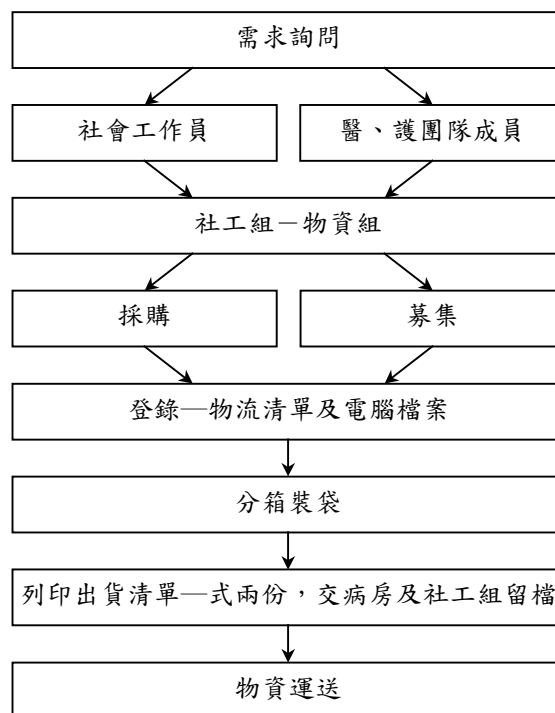 需求詢問
社會工作員
醫、護團隊成員
社工組－物資組
採購
募集
登錄─物流清單及電腦檔案
分箱裝袋
列印出貨清單─式兩份，交病房及社工組留檔
物資運送